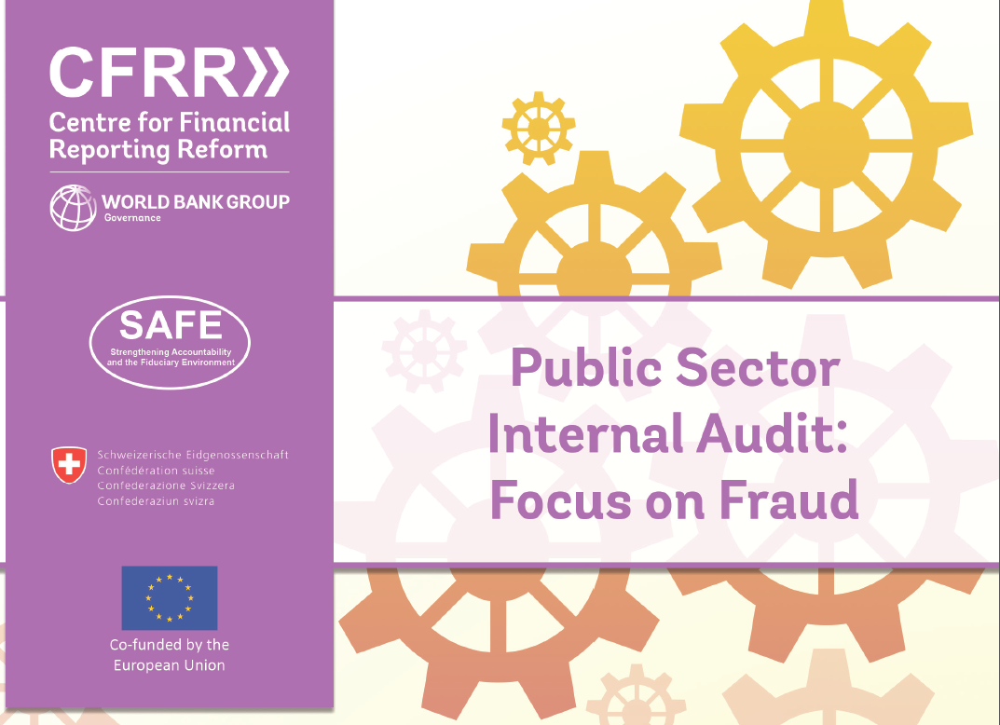 CFRR
Centre for Financial
Reporting Reform
WORLD BANK GROUP
Governance
SAFE
Strengthening Accountability
and the Fiduciary Environment
Schweizerische Eidgenossenschaft
Confédération suisse
Confederazione Svizzera
Confederaziun svizra
Co-funded by the
European Union
Public Sector
Internal Audit:
Focus on Fraud